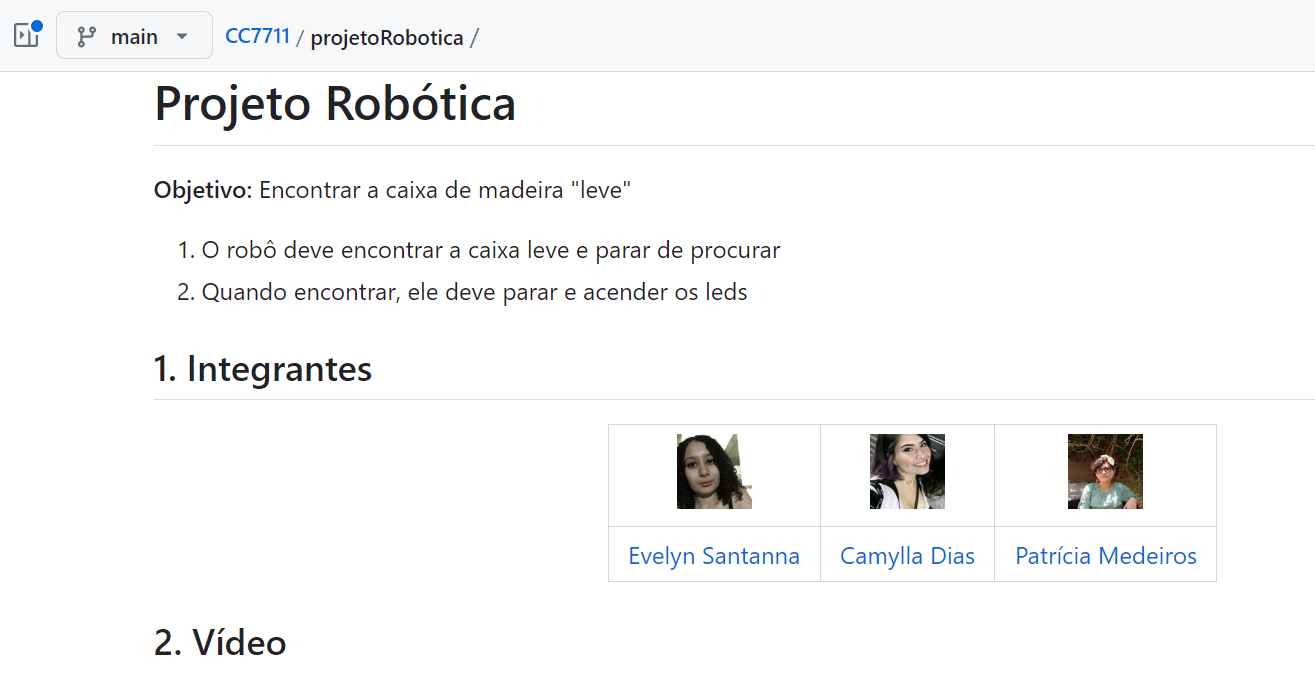 main CC7711 / projetoRobotica /
Projeto Robótica
Objetivo: Encontrar a caixa de madeira "leve"
1. O robô deve encontrar a caixa leve e parar de procurar
2. Quando encontrar, ele deve parar e acender os leds
1. Integrantes
Evelyn Santanna Camylla Dias Patrícia Medeiros
2. Vídeo